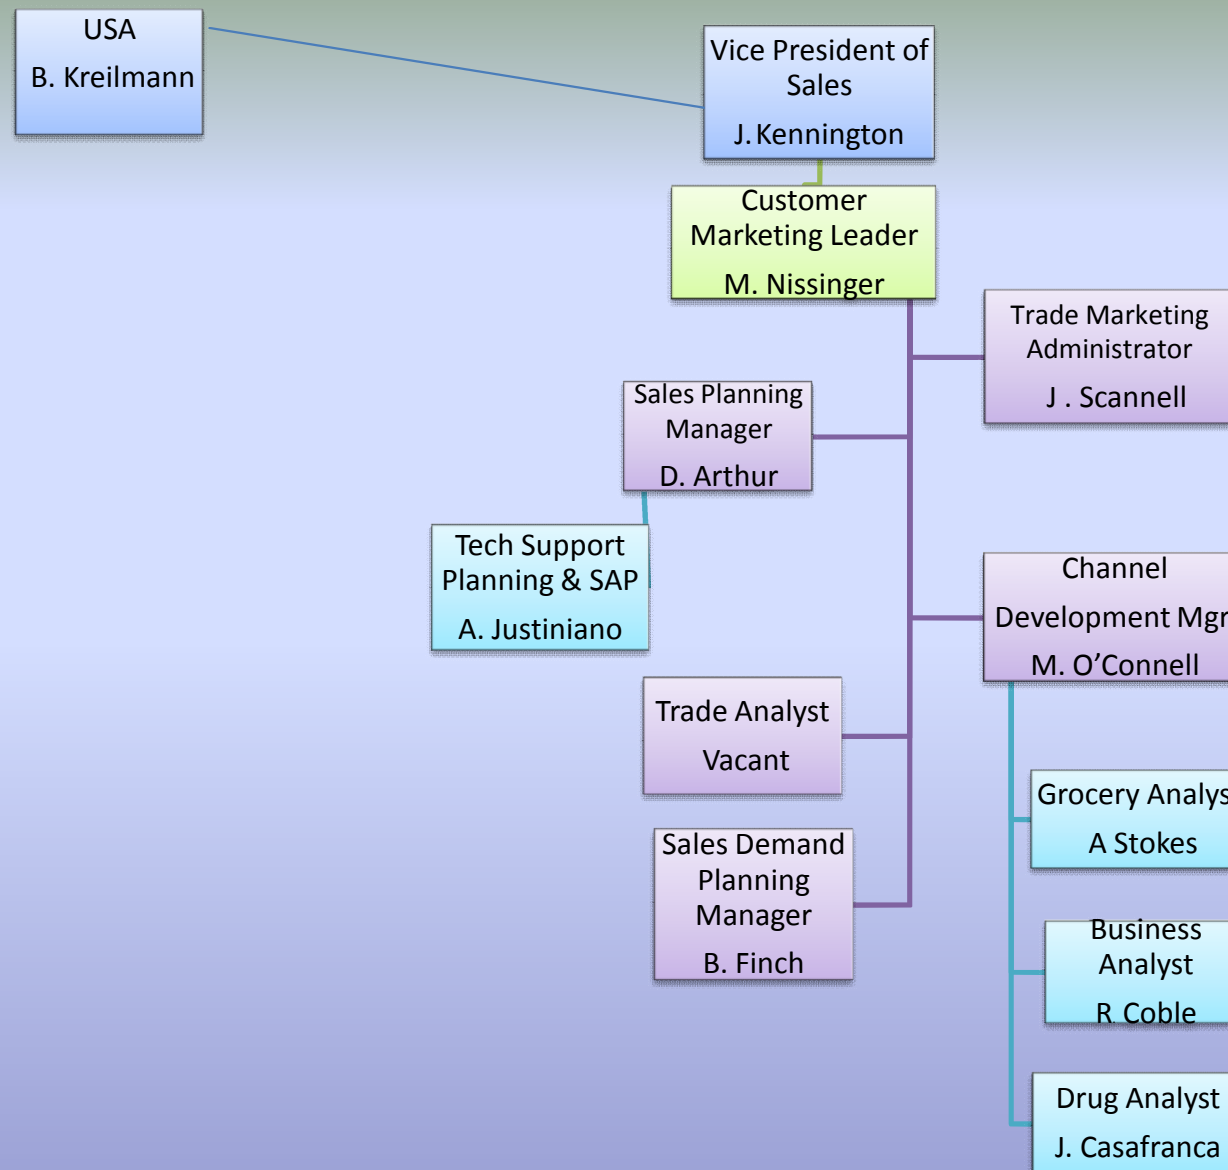 USA
B. Kreilmann
Vice President of
Sales
J. Kennington
Customer
Marketing Leader
M. Nissinger
Trade Marketing
Administrator
J . Scannell
Sales Planning
Manager
D. Arthur
Tech Support
Planning & SAP
A. Justiniano
Channel
Development Mgr
M. O’Connell
Trade Analyst
Vacant
Grocery Analys
A Stokes
Sales Demand
Planning
Manager
B. Finch
Business
Analyst
R Coble
Drug Analyst
J. Casafranca